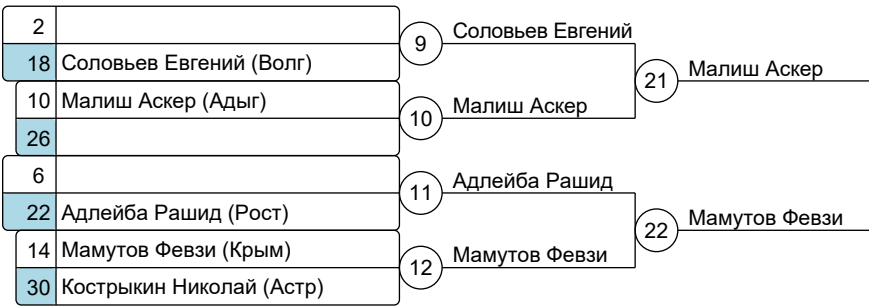 2
18 Соловьев Евгений (Волг)
10 Малиш Аскер (Адыг)
26
6
22 Адлейба Рашид (Рост)
14 Мамутов Февзи (Крым)
30 Кострыкин Николай (Астр)
9 Соловьев Евгений
10 Малиш Аскер
11 Адлейба Рашид
12 Мамутов Февзи
21 Малиш Аскер
22 Мамутов Февзи